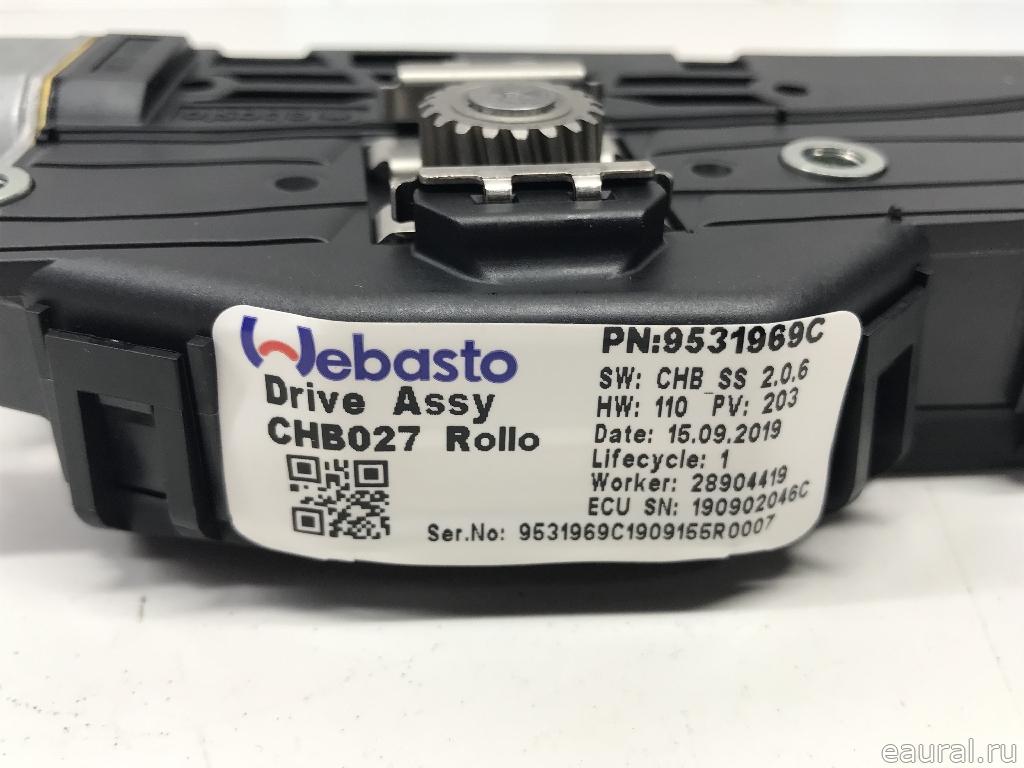 Webasto
Drive Assy
CHB027 Rollo
PN:9531969C
SW: CHB_SS 2.0.6
HW: 110 PV: 203
Date: 15.09.2019
Lifecycle: 1
Worker: 28904419
ECU SN: 190902046C
Ser.No: 9531969C1909155R0007
eaural.ru